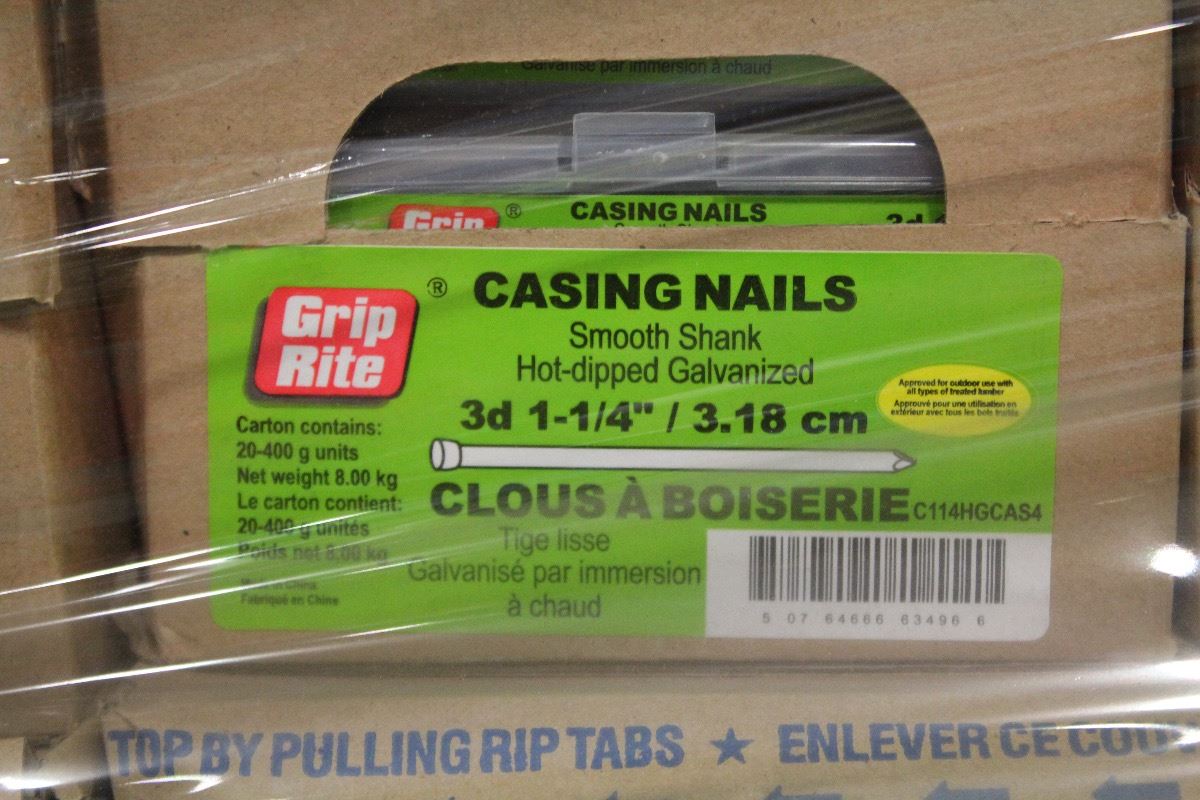 Galvanisé par immersion à chaud
Grip ®
CASING NAILS
3d
Grip
Rite ®
CASING NAILS
Smooth Shank
Hot-dipped Galvanized
3d 1-1/4" / 3.18 cm
Approved for outdoor use with
all types of treated lumber
Approuvé pour une utilisation en
extérieur avec tous les bois traités
Carton contains:
20-400 g units
Net weight 8.00 kg
Le carton contient:
20-400 g unités
Poids net 8.00 kg
Made in China.
Fabriqué en Chine
CLOUS À BOISERIE C114HGCAS4
Tige lisse
Galvanisé par immersion
à chaud
5 07 64666 63496 6
TOP BY PULLING RIP TABS ★ ENLEVER CE COU